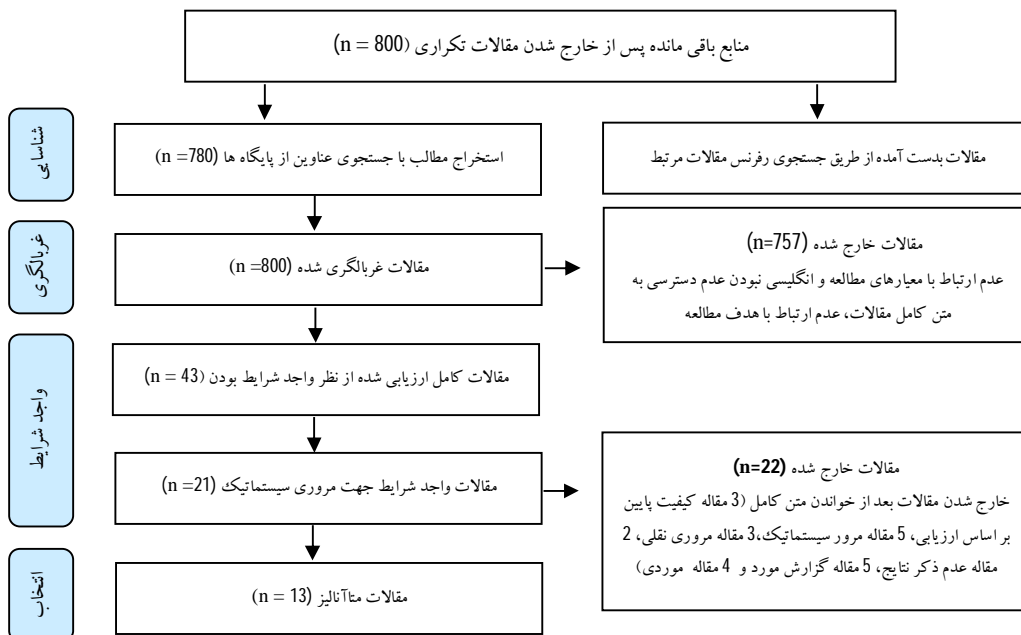 منابع باقی مانده پس از خارج شدن مقالات تکراری (n = 800)
شناسایی
مقالات بدست آمده از طریق جستجوی رفرنس مقالات مرتبط
استخراج مطالب با جستجوی عناوین از پایگاه ها (n =780)
غربالگری
مقالات غربالگری شده (n =800)
مقالات خارج شده (n=757)
عدم ارتباط با معیارهای مطالعه و انگلیسی نبودن عدم دسترسی به
متن کامل مقالات، عدم ارتباط با هدف مطالعه
واجد شرایط
مقالات کامل ارزیابی شده از نظر واجد شرایط بودن (n = 43)
مقالات واجد شرایط جهت مروری سیستماتیک (n =21)
مقالات خارج شده (n=22)
خارج شدن مقالات بعد از خواندن متن کامل (3 مقاله کیفیت پایین
بر اساس ارزیابی، 5 مقاله مرور سیستماتیک،3 مقاله مروری نقلی، 2
مقاله عدم ذکر نتایج، 5 مقاله گزارش مورد و 4 مقاله موردی)
انتخاب
مقالات متاآنالیز (n = 13)